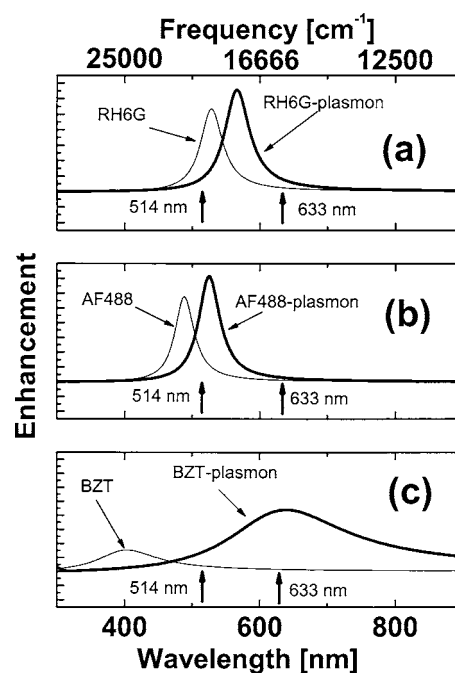 Frequency [cm⁻¹]
25000 16666 12500
RH6G
RH6G-plasmon
(a)
514 nm
633 nm
AF488
AF488-plasmon
(b)
514 nm
633 nm
Enhancement
BZT
BZT-plasmon
(c)
514 nm
633 nm
400 600 800
Wavelength [nm]